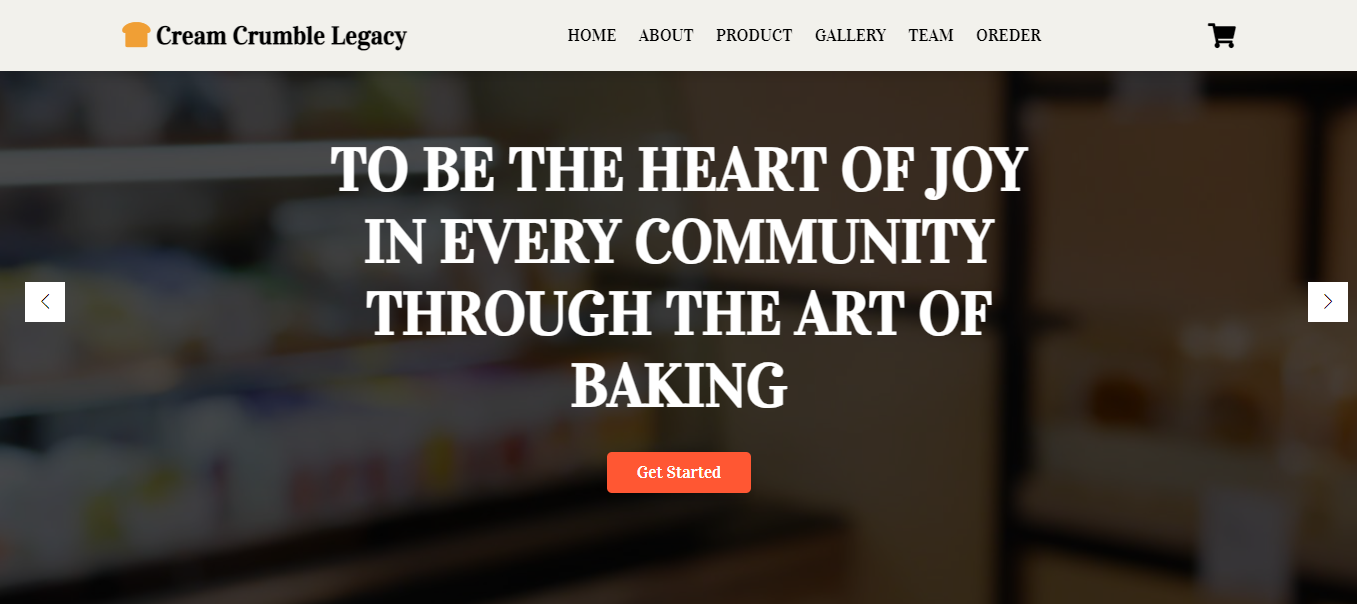 Cream Crumble Legacy
HOME ABOUT PRODUCT GALLERY TEAM OREDER
TO BE THE HEART OF JOY
IN EVERY COMMUNITY
THROUGH THE ART OF
BAKING
Get Started